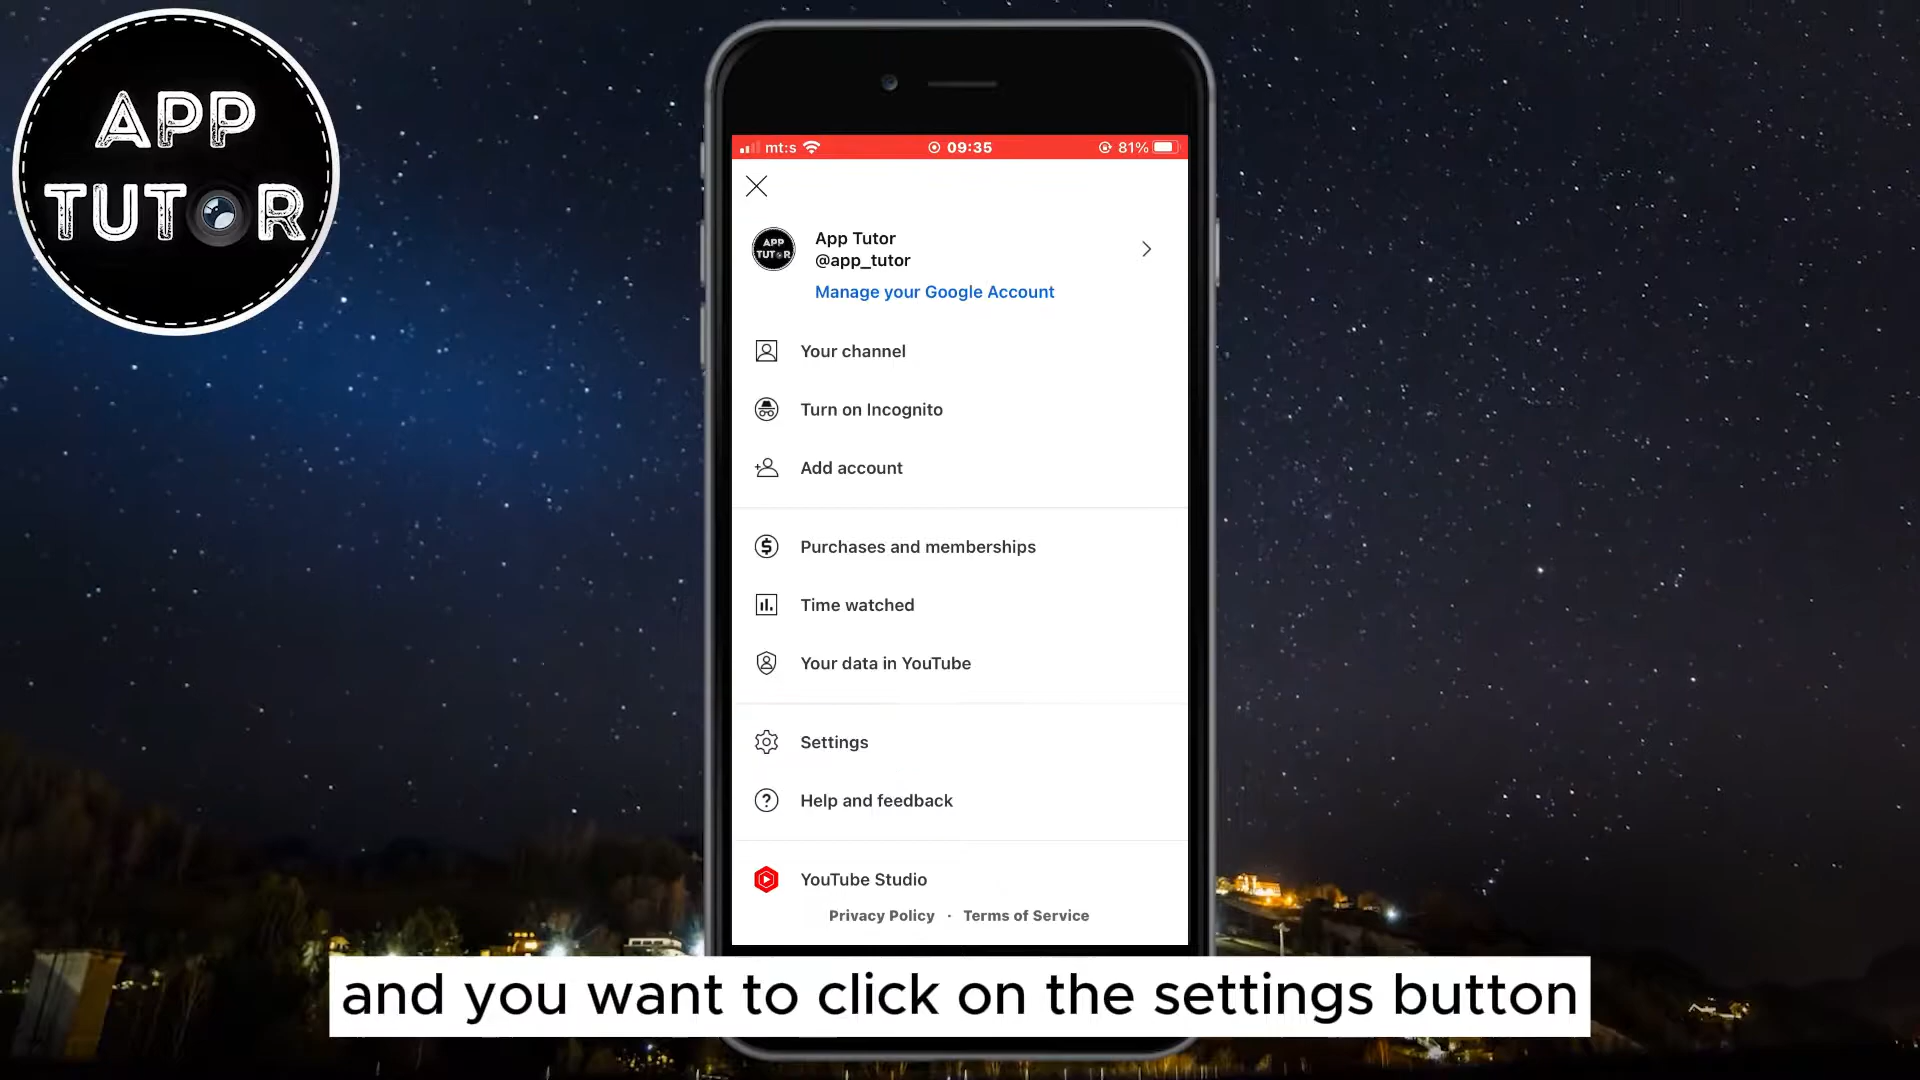 APP
TUTOR
mt:s
09:35
81%
App Tutor
@app_tutor
Manage your Google Account
Your channel
Turn on Incognito
Add account
Purchases and memberships
Time watched
Your data in YouTube
Settings
Help and feedback
YouTube Studio
Privacy Policy · Terms of Service
and you want to click on the settings button
APP
TUTOR